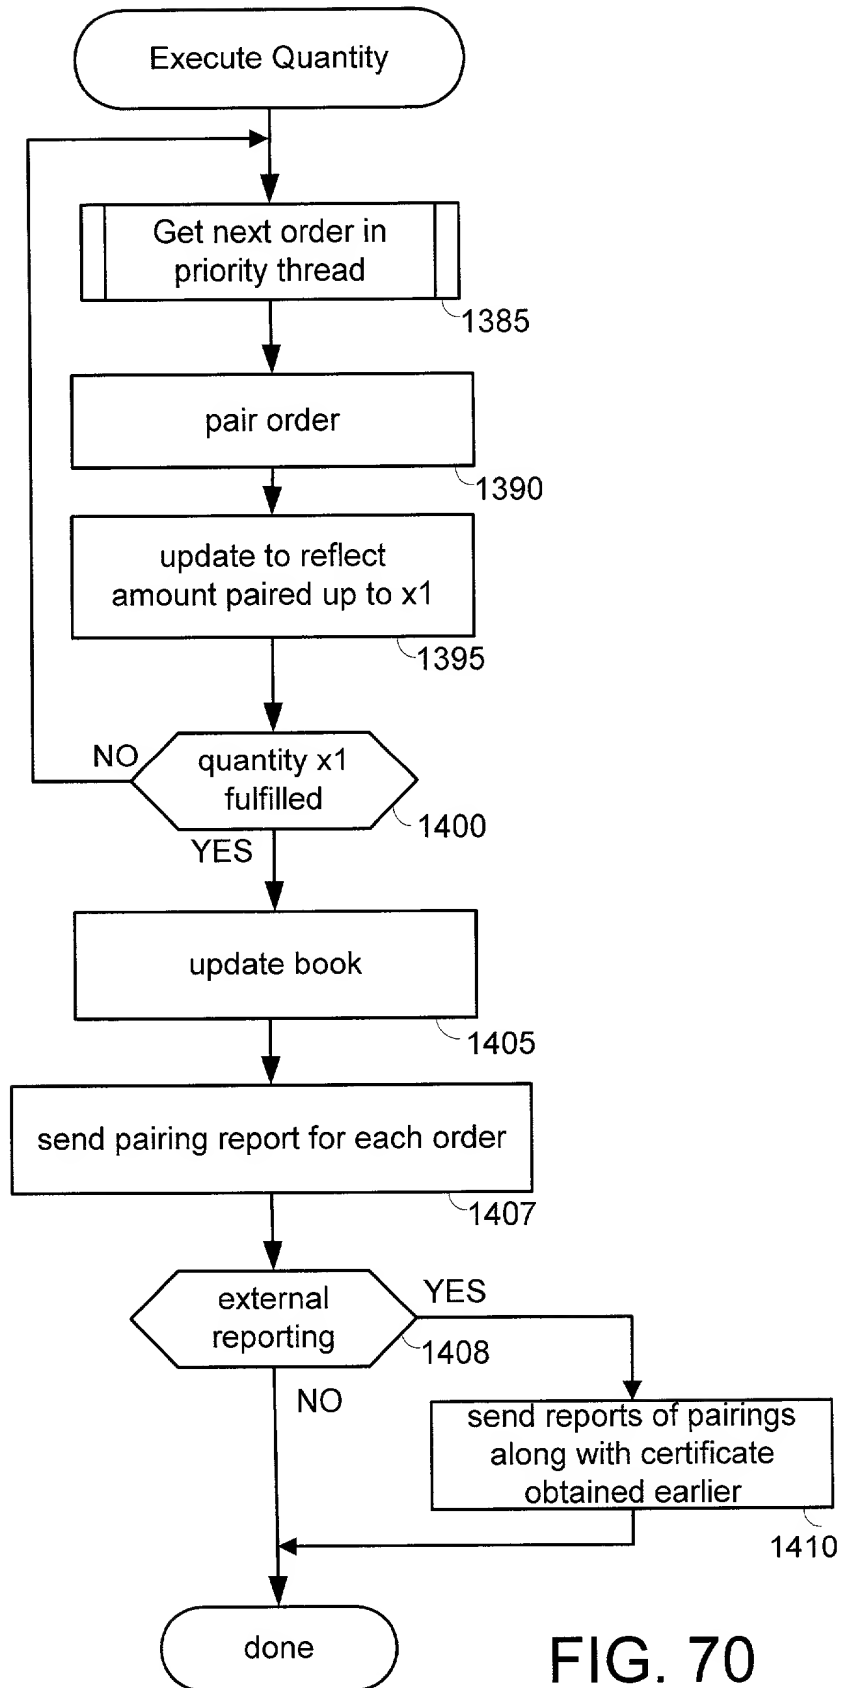 Execute Quantity
Get next order in
priority thread
1385
pair order
1390
update to reflect
amount paired up to x1
1395
NO
quantity x1
fulfilled
1400
YES
update book
1405
send pairing report for each order
1407
external
reporting
YES
1408
NO
send reports of pairings
along with certificate
obtained earlier
1410
done
FIG. 70